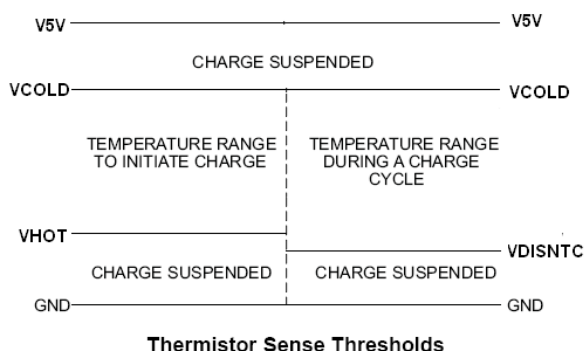 V5V
V5V
CHARGE SUSPENDED
VCOLD
VCOLD
TEMPERATURE RANGE
TO INITIATE CHARGE
TEMPERATURE RANGE
DURING A CHARGE
CYCLE
VHOT
VDISNTC
CHARGE SUSPENDED
CHARGE SUSPENDED
GND
GND
Thermistor Sense Thresholds